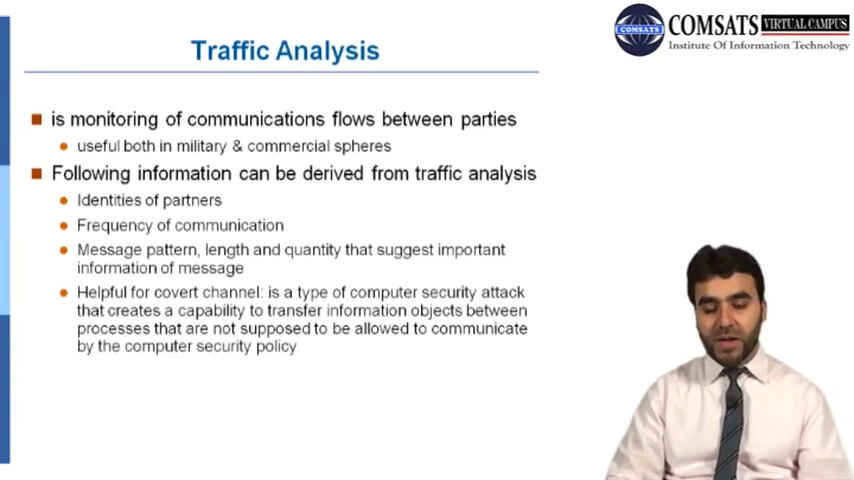 COMSATS
COMSATS VIRTUAL CAMPUS
Institute Of Information Technology
Traffic Analysis
is monitoring of communications flows between parties
useful both in military & commercial spheres
Following information can be derived from traffic analysis
Identities of partners
Frequency of communication
Message pattern, length and quantity that suggest important
information of message
Helpful for covert channel: is a type of computer security attack
that creates a capability to transfer information objects between
processes that are not supposed to be allowed to communicate
by the computer security policy